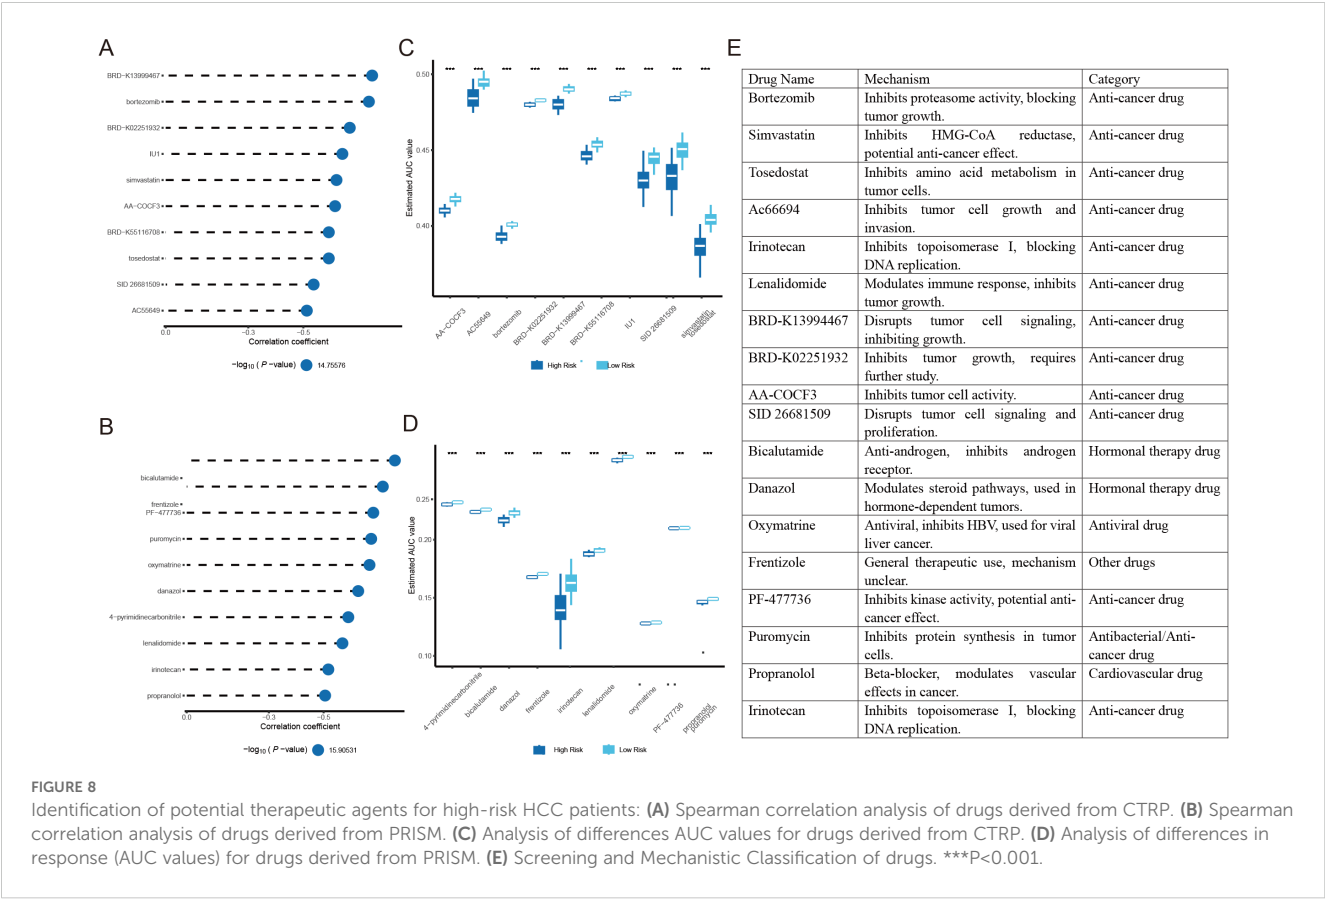 A
BRD-K13999467
bortezomib
BRD-K02251932
IU1
simvastatin
AA-COCF3
BRD-K55116708
tosedostat
SID 26681509
AC55649
0.0 -0.3 -0.5
Correlation coefficient
-log10 ( P -value) 14.75576
B
bicalutamide
frentizole
PF-477736
puromycin
oxymatrine
danazol
4-pyrimidinecarbonitrile
lenalidomide
irinotecan
propranolol
0.0 -0.3 -0.5
Correlation coefficient
-log10 ( P -value) 15.90531
C
*** *** *** *** *** *** *** *** *** ***
Estimated AUC value
0.50
0.45
0.40
AA-COCF3
AC55649
bortezomib
BRD-K02251932
BRD-K13999467
BRD-K55116708
IU1
SID 26681509
simvastatin
tosedostat
High Risk Low Risk
D
*** *** *** *** *** *** *** *** *** ***
Estimated AUC value
0.25
0.20
0.15
0.10
4-pyrimidinecarbonitrile
bicalutamide
danazol
frentizole
irinotecan
lenalidomide
oxymatrine
PF-477736
propranolol
puromycin
High Risk Low Risk
E
Drug Name Mechanism Category
Bortezomib Inhibits proteasome activity, blocking Anti-cancer drug
tumor growth.
Simvastatin Inhibits HMG-CoA reductase, Anti-cancer drug
potential anti-cancer effect.
Tosedostat Inhibits amino acid metabolism in Anti-cancer drug
tumor cells.
Ac66694 Inhibits tumor cell growth and Anti-cancer drug
invasion.
Irinotecan Inhibits topoisomerase I, blocking Anti-cancer drug
DNA replication.
Lenalidomide Modulates immune response, inhibits Anti-cancer drug
tumor growth.
BRD-K13994467 Disrupts tumor cell signaling, Anti-cancer drug
inhibiting growth.
BRD-K02251932 Inhibits tumor growth, requires Anti-cancer drug
further study.
AA-COCF3 Inhibits tumor cell activity. Anti-cancer drug
SID 26681509 Disrupts tumor cell signaling and Anti-cancer drug
proliferation.
Bicalutamide Anti-androgen, inhibits androgen Hormonal therapy drug
receptor.
Danazol Modulates steroid pathways, used in Hormonal therapy drug
hormone-dependent tumors.
Oxymatrine Antiviral, inhibits HBV, used for viral Antiviral drug
liver cancer.
Frentizole General therapeutic use, mechanism Other drugs
unclear.
PF-477736 Inhibits kinase activity, potential anti- Anti-cancer drug
cancer effect.
Puromycin Inhibits protein synthesis in tumor Antibacterial/Anti-
cells. cancer drug
Propranolol Beta-blocker, modulates vascular Cardiovascular drug
effects in cancer.
Irinotecan Inhibits topoisomerase I, blocking Anti-cancer drug
DNA replication.
FIGURE 8
Identification of potential therapeutic agents for high-risk HCC patients: (A) Spearman correlation analysis of drugs derived from CTRP. (B) Spearman
correlation analysis of drugs derived from PRISM. (C) Analysis of differences AUC values for drugs derived from CTRP. (D) Analysis of differences in
response (AUC values) for drugs derived from PRISM. (E) Screening and Mechanistic Classification of drugs. ***P<0.001.